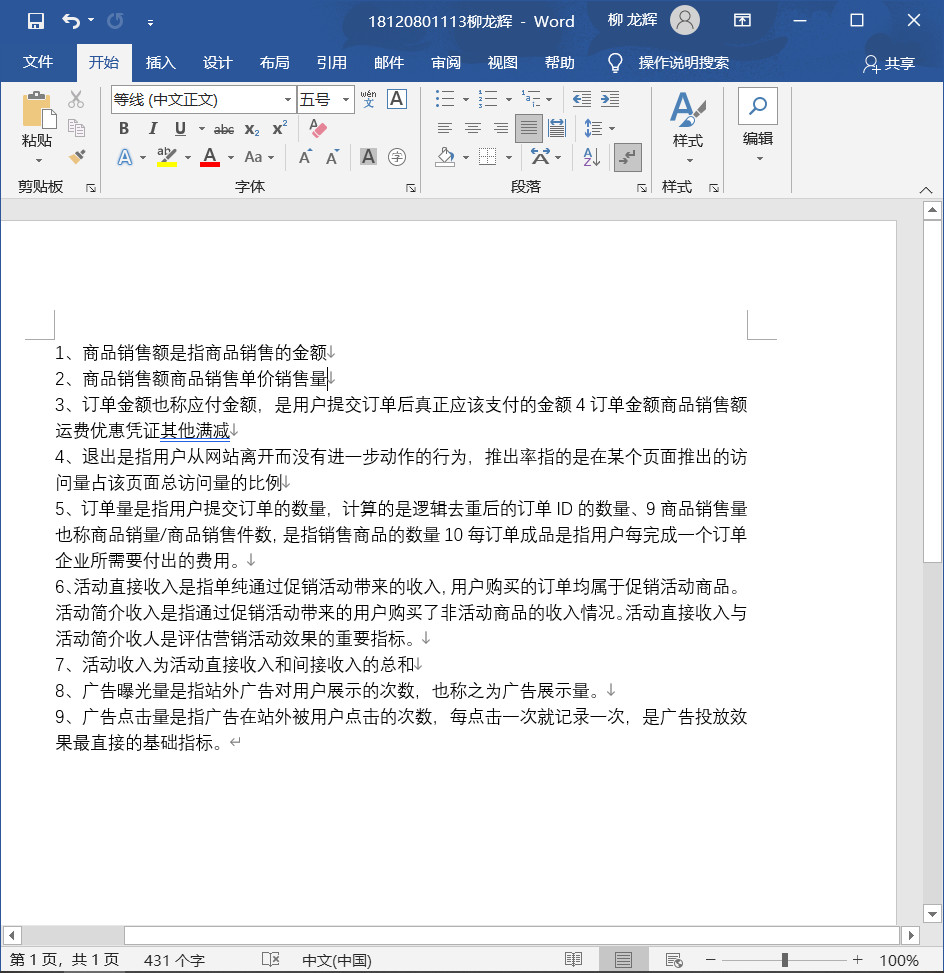 18120801113柳龙辉 - Word 柳 龙辉
文件 开始 插入 设计 布局 引用 邮件 审阅 视图 帮助 操作说明搜索 共享
等线 (中文正文) 五号 wén 文 A
粘贴 B I U abc x₂ x² 样式 编辑
A ab A Aa A A A 字 A Z
剪贴板 字体 段落 样式
1、商品销售额是指商品销售的金额↓
2、商品销售额商品销售单价销售量↓
3、订单金额也称应付金额，是用户提交订单后真正应该支付的金额 4 订单金额商品销售额
运费优惠凭证其他满减↓
4、退出是指用户从网站离开而没有进一步动作的行为，推出率指的是在某个页面推出的访
问量占该页面总访问量的比例↓
5、订单量是指用户提交订单的数量，计算的是逻辑去重后的订单 ID 的数量、9 商品销售量
也称商品销量/商品销售件数，是指销售商品的数量 10 每订单成品是指用户每完成一个订单
企业所需要付出的费用。↓
6、活动直接收入是指单纯通过促销活动带来的收入，用户购买的订单均属于促销活动商品。
活动简介收入是指通过促销活动带来的用户购买了非活动商品的收入情况。活动直接收入与
活动简介收人是评估营销活动效果的重要指标。↓
7、活动收入为活动直接收入和间接收入的总和↓
8、广告曝光量是指站外广告对用户展示的次数，也称之为广告展示量。↓
9、广告点击量是指广告在站外被用户点击的次数，每点击一次就记录一次，是广告投放效
果最直接的基础指标。↵
第 1 页，共 1 页 431 个字 中文(中国) 100%